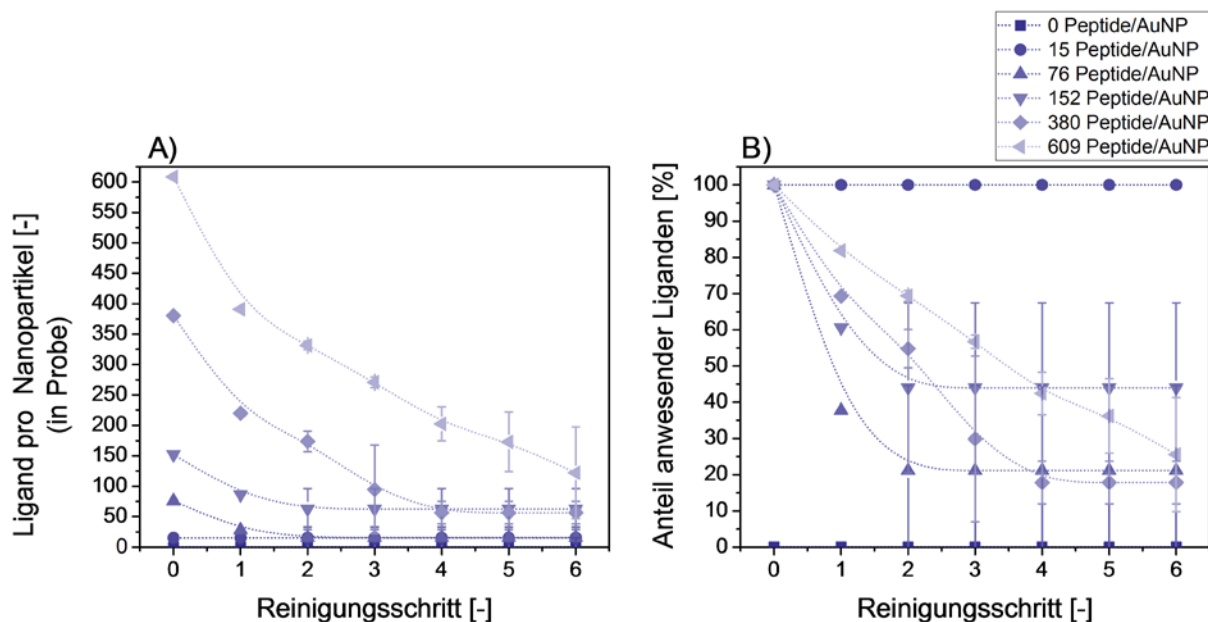 0 Peptide/AuNP
15 Peptide/AuNP
76 Peptide/AuNP
152 Peptide/AuNP
380 Peptide/AuNP
609 Peptide/AuNP
A)
Ligand pro Nanopartikel [-]
(in Probe)
600
550
500
450
400
350
300
250
200
150
100
50
0
0 1 2 3 4 5 6
Reinigungsschritt [-]
B)
Anteil anwesender Liganden [%]
100
90
80
70
60
50
40
30
20
10
0
0 1 2 3 4 5 6
Reinigungsschritt [-]